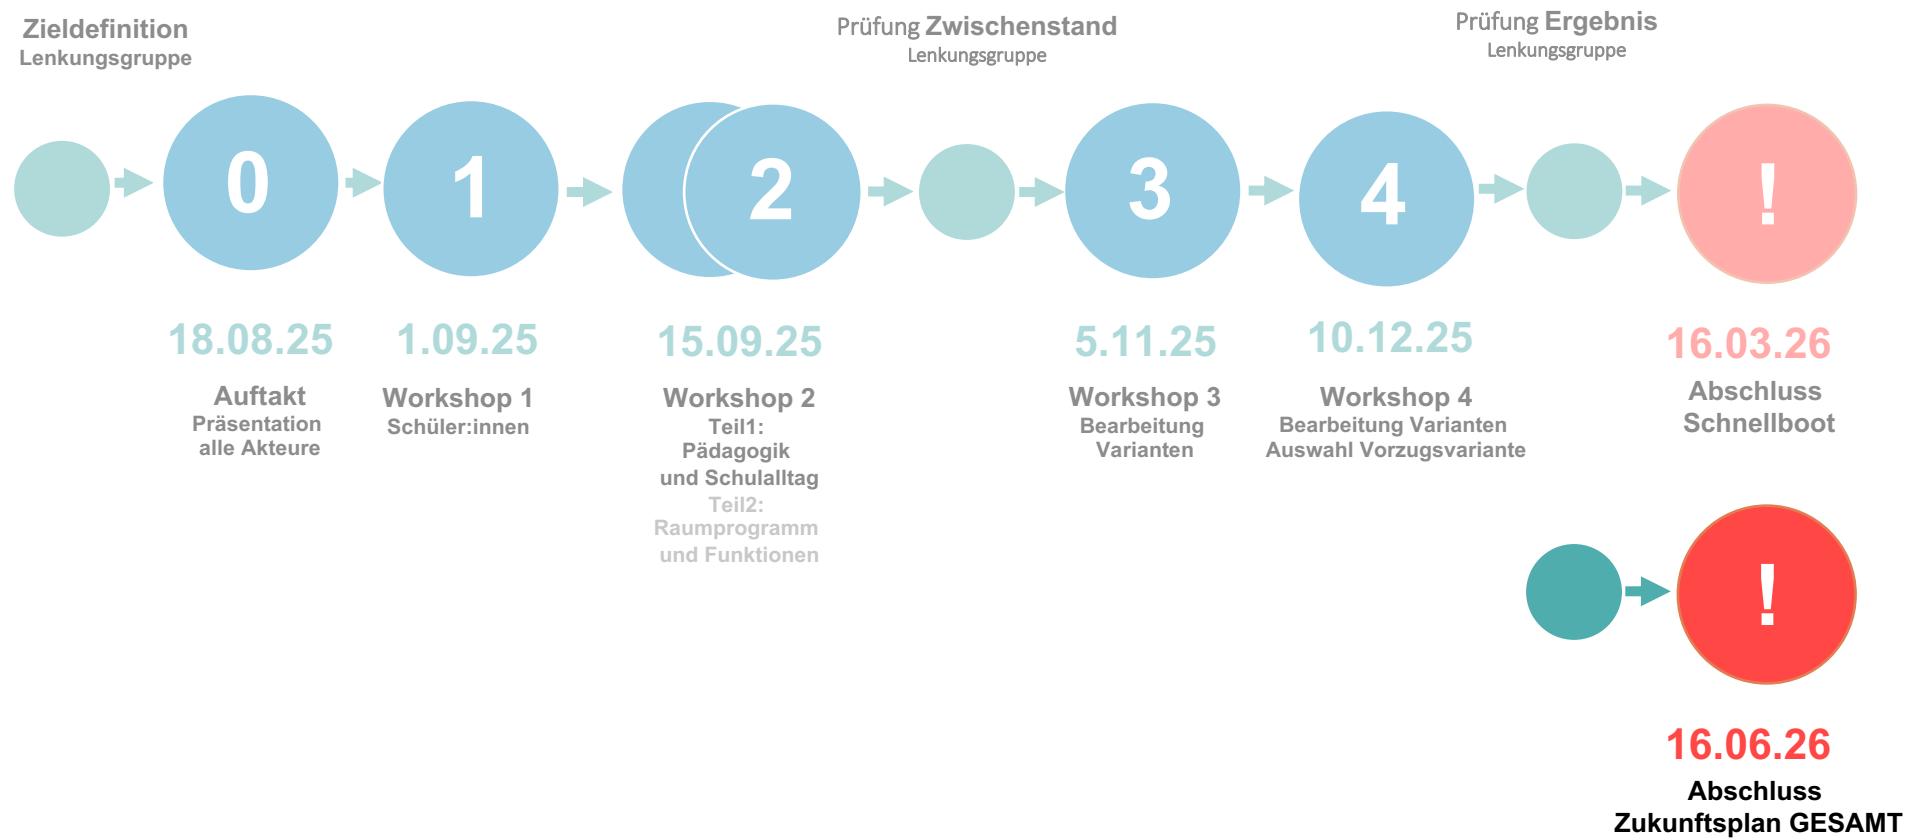 Zieldefinition
Lenkungsgruppe
Prüfung Zwischenstand
Lenkungsgruppe
Prüfung Ergebnis
Lenkungsgruppe
0
1
2
3
4
!
18.08.25
Auftakt
Präsentation
alle Akteure
1.09.25
Workshop 1
Schüler:innen
15.09.25
Workshop 2
Teil1:
Pädagogik
und Schulalltag
Teil2:
Raumprogramm
und Funktionen
5.11.25
Workshop 3
Bearbeitung
Varianten
10.12.25
Workshop 4
Bearbeitung Varianten
Auswahl Vorzugsvariante
16.03.26
Abschluss
Schnellboot
!
16.06.26
Abschluss
Zukunftsplan GESAMT